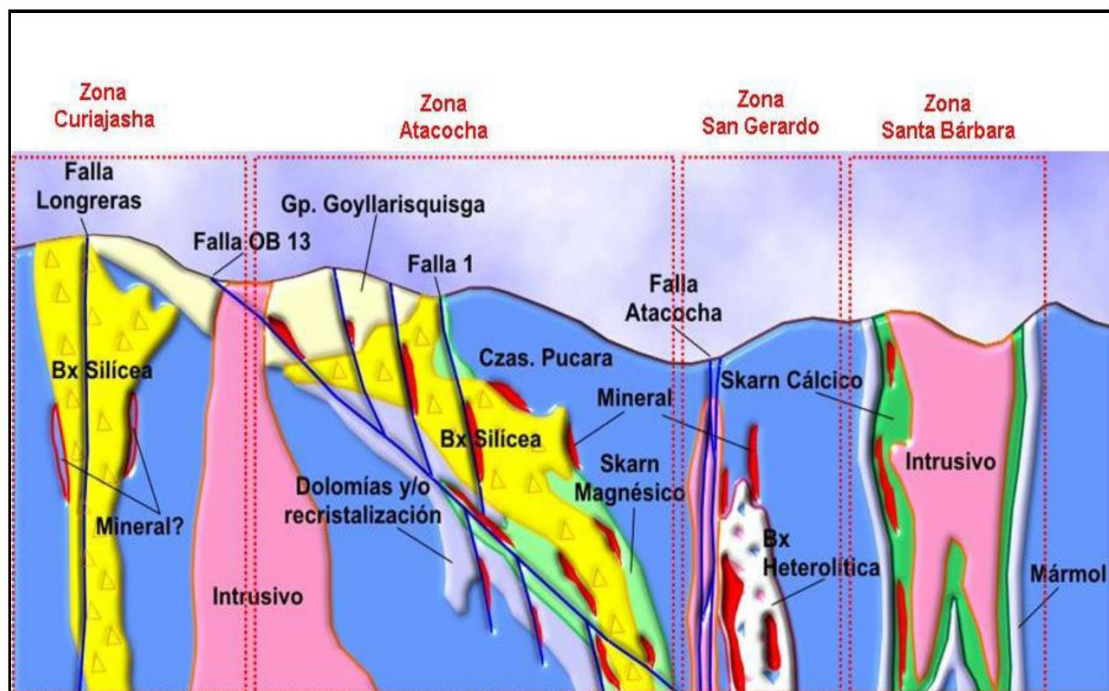 Zona
Curiajasha
Zona
Atacocha
Zona
San Gerardo
Zona
Santa Bárbara
Falla
Longreras
Gp. Goyllarisquisga
Falla OB 13
Falla 1
Falla
Atacocha
Czas. Pucara
Bx Silícea
Mineral
Skarn Cálcico
Bx Silícea
Intrusivo
Skarn
Magnésico
Dolomías y/o
recristalización
Mineral?
Bx
Heterolítica
Mármol
Intrusivo